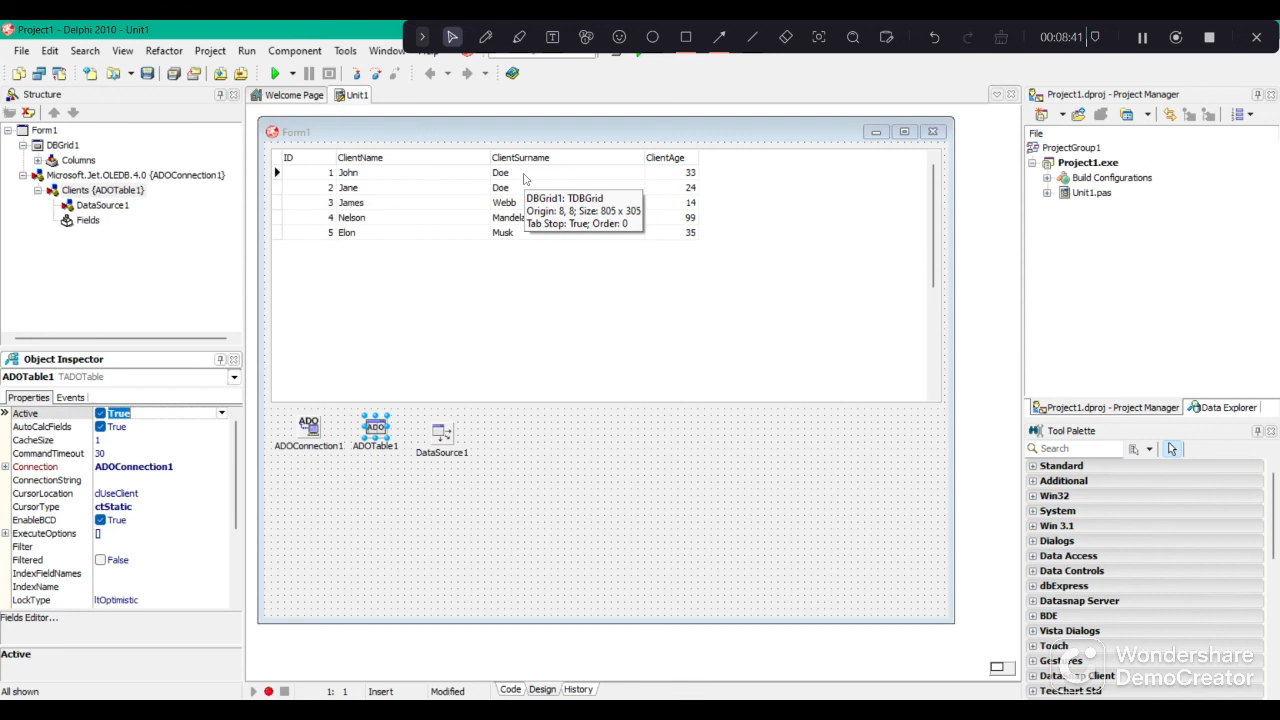 Project1 - Delphi 2010 - Unit1
00:08:41
File Edit Search View Refactor Project Run Component Tools Window
Structure
Welcome Page Unit1
Project1.dproj - Project Manager
Form1
DBGrid1
Columns
Microsoft.Jet.OLEDB.4.0 {ADOConnection1}
Clients {ADOTable1}
DataSource1
Fields
Form1
ID ClientName ClientSurname ClientAge
1 John Doe 33
2 Jane Doe 24
3 James Webb 14
4 Nelson Mandela 99
5 Elon Musk 35
DBGrid1: TDBGrid
Origin: 8, 8; Size: 805 x 305
Tab Stop: True; Order: 0
ADO ADO
ADOConnection1 ADOTable1 DataSource1
File
ProjectGroup1
Project1.exe
Build Configurations
Unit1.pas
Object Inspector
ADOTable1 TADOTable
Properties Events
Active True
AutoCalcFields True
CacheSize 1
CommandTimeout 30
Connection ADOConnection1
ConnectionString
CursorLocation clUseClient
CursorType ctStatic
EnableBCD True
ExecuteOptions []
Filter
Filtered False
IndexFieldNames
IndexName
LockType ltOptimistic
Fields Editor...
Active
All shown
1: 1 Insert Modified Code Design History
Project1.dproj - Project Manager Data Explorer
Tool Palette
Search
Standard
Additional
Win32
System
Win 3.1
Dialogs
Data Access
Data Controls
dbExpress
Datasnap Server
BDE
Vista Dialogs
Touch
Gestures
DataSnap Client
TeeChart Std
Wondershare
DemoCreator